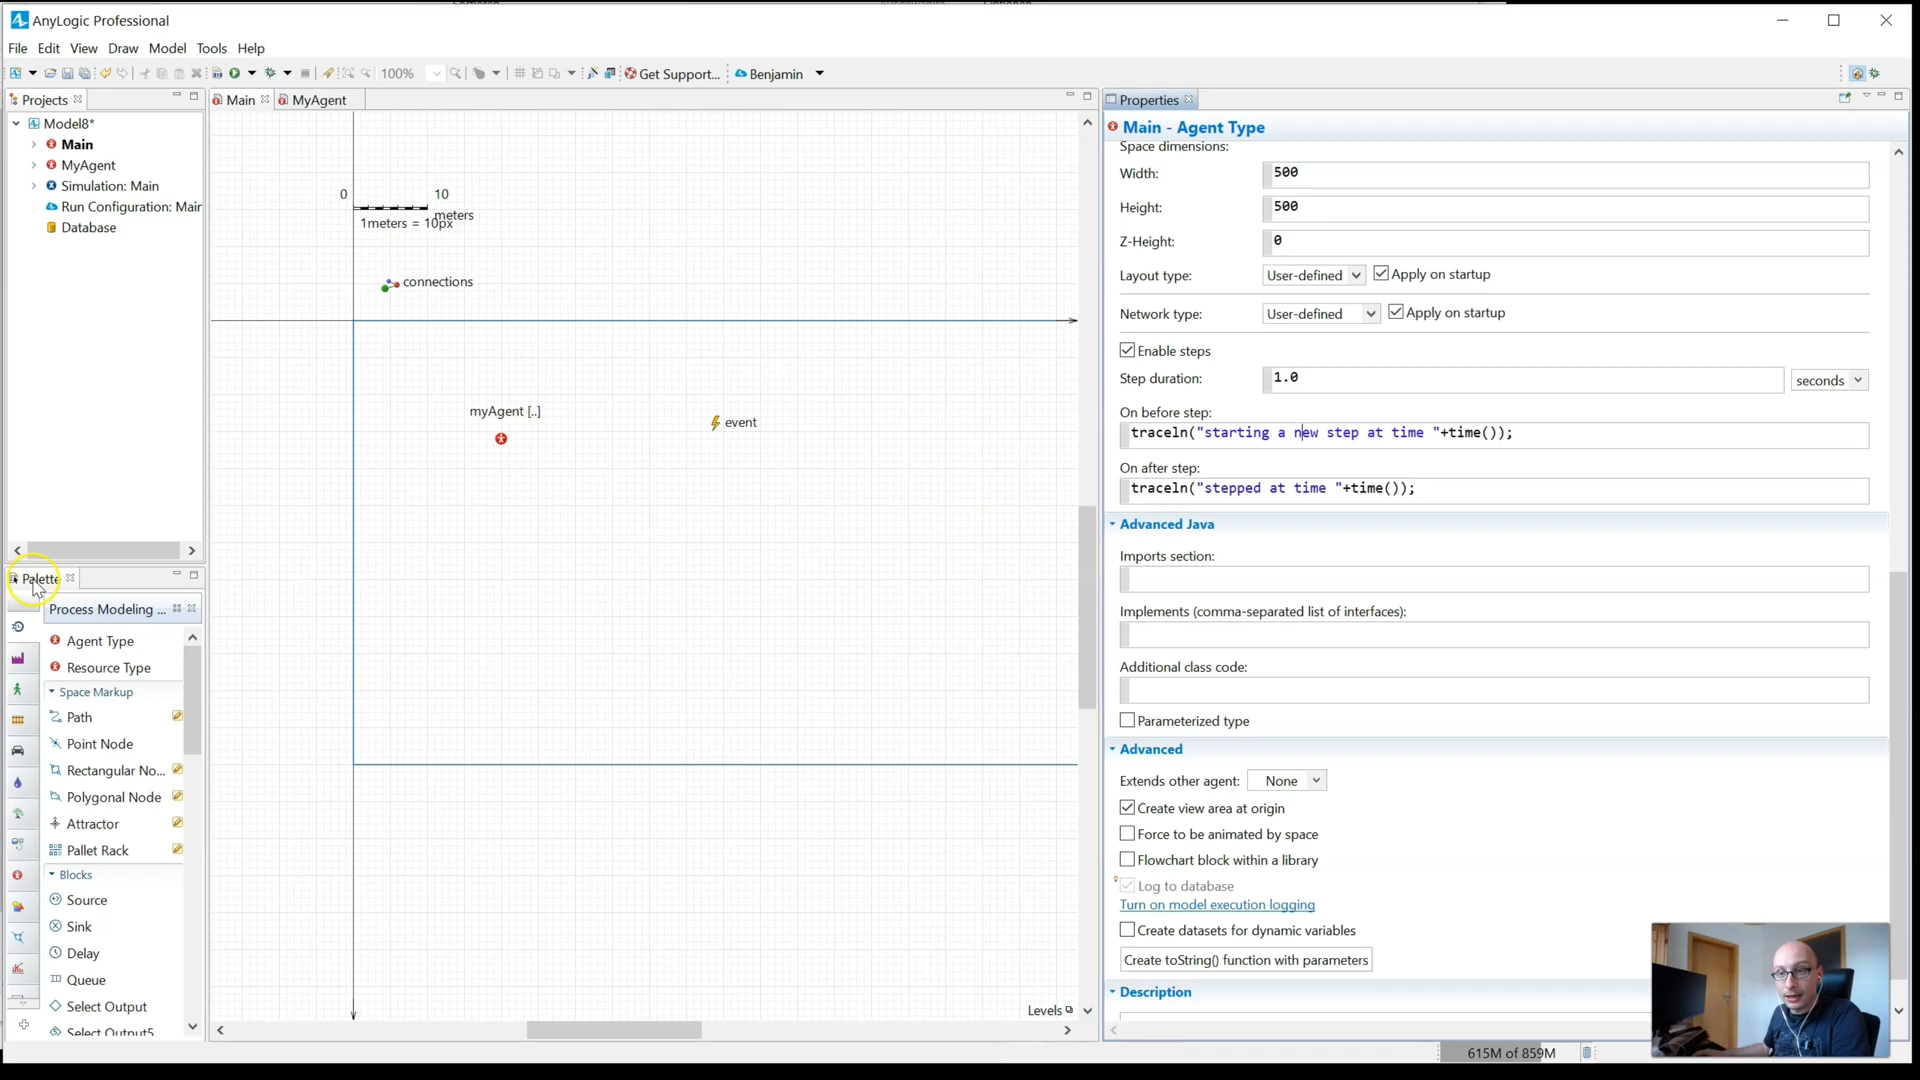 AnyLogic Professional
File Edit View Draw Model Tools Help
100% Get Support... Benjamin
Projects
Model8*
Main
MyAgent
Simulation: Main
Run Configuration: Main
Database
Palette
Process Modeling ...
Agent Type
Resource Type
Space Markup
Path
Point Node
Rectangular No...
Polygonal Node
Attractor
Pallet Rack
Blocks
Source
Sink
Delay
Queue
Select Output
Select Output5
Main MyAgent
0 10
meters
1meters = 10px
connections
myAgent [..]
event
Levels
Properties
Main - Agent Type
Space dimensions:
Width: 500
Height: 500
Z-Height: 0
Layout type: User-defined Apply on startup
Network type: User-defined Apply on startup
Enable steps
Step duration: 1.0 seconds
On before step:
traceln("starting a new step at time "+time());
On after step:
traceln("stepped at time "+time());
Advanced Java
Imports section:
Implements (comma-separated list of interfaces):
Additional class code:
Parameterized type
Advanced
Extends other agent: None
Create view area at origin
Force to be animated by space
Flowchart block within a library
Log to database
Turn on model execution logging
Create datasets for dynamic variables
Create toString() function with parameters
Description
615M of 859M